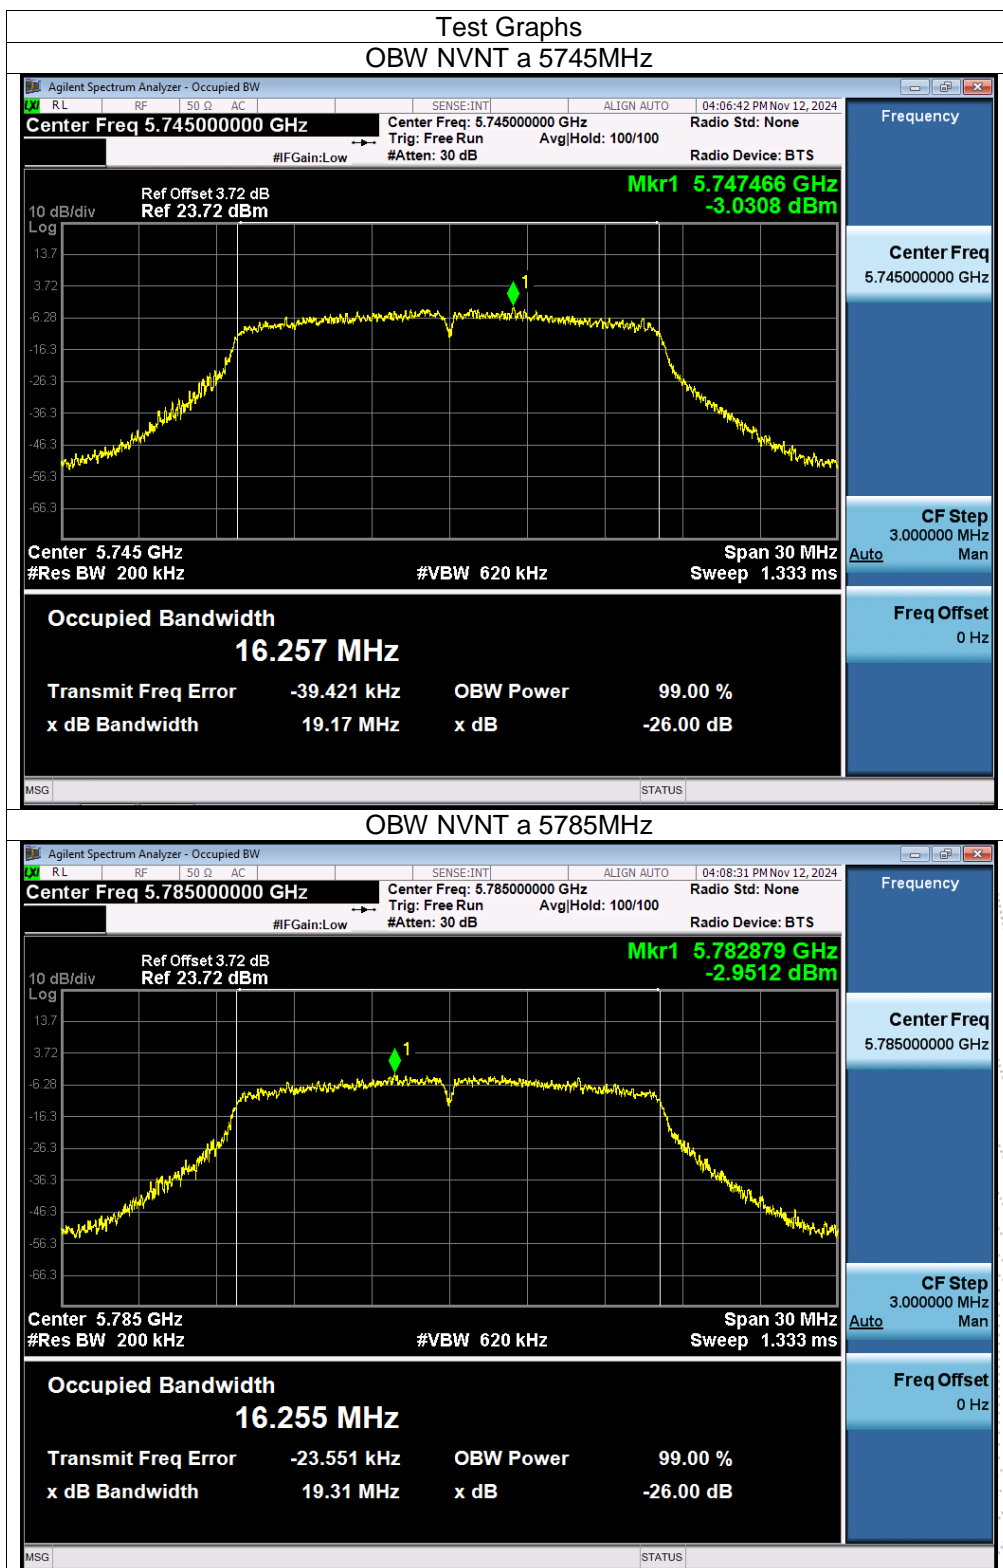 Test Graphs
OBW NVNT a 5745MHz
Agilent Spectrum Analyzer - Occupied BW
LXI RL RF 50 Ω AC SENSE:INT ALIGN AUTO 04:06:42 PM Nov 12, 2024
Center Freq 5.745000000 GHz Center Freq: 5.745000000 GHz Radio Std: None Frequency
Trig: Free Run Avg|Hold: 100/100
#IFGain:Low #Atten: 30 dB Radio Device: BTS
Mkr1 5.747466 GHz
-3.0308 dBm
Ref Offset 3.72 dB
10 dB/div Ref 23.72 dBm
Log
13.7
3.72
-6.28
-16.3
-26.3
-36.3
-46.3
-56.3
-66.3
1
Center Freq
5.745000000 GHz
Center 5.745 GHz Span 30 MHz
#Res BW 200 kHz #VBW 620 kHz Sweep 1.333 ms
CF Step
3.000000 MHz
Auto Man
Occupied Bandwidth
16.257 MHz
Freq Offset
0 Hz
Transmit Freq Error -39.421 kHz OBW Power 99.00 %
x dB Bandwidth 19.17 MHz x dB -26.00 dB
MSG STATUS
OBW NVNT a 5785MHz
Agilent Spectrum Analyzer - Occupied BW
LXI RL RF 50 Ω AC SENSE:INT ALIGN AUTO 04:08:31 PM Nov 12, 2024
Center Freq 5.785000000 GHz Center Freq: 5.785000000 GHz Radio Std: None Frequency
Trig: Free Run Avg|Hold: 100/100
#IFGain:Low #Atten: 30 dB Radio Device: BTS
Mkr1 5.782879 GHz
-2.9512 dBm
Ref Offset 3.72 dB
10 dB/div Ref 23.72 dBm
Log
13.7
3.72
-6.28
-16.3
-26.3
-36.3
-46.3
-56.3
-66.3
1
Center Freq
5.785000000 GHz
Center 5.785 GHz Span 30 MHz
#Res BW 200 kHz #VBW 620 kHz Sweep 1.333 ms
CF Step
3.000000 MHz
Auto Man
Occupied Bandwidth
16.255 MHz
Freq Offset
0 Hz
Transmit Freq Error -23.551 kHz OBW Power 99.00 %
x dB Bandwidth 19.31 MHz x dB -26.00 dB
MSG STATUS